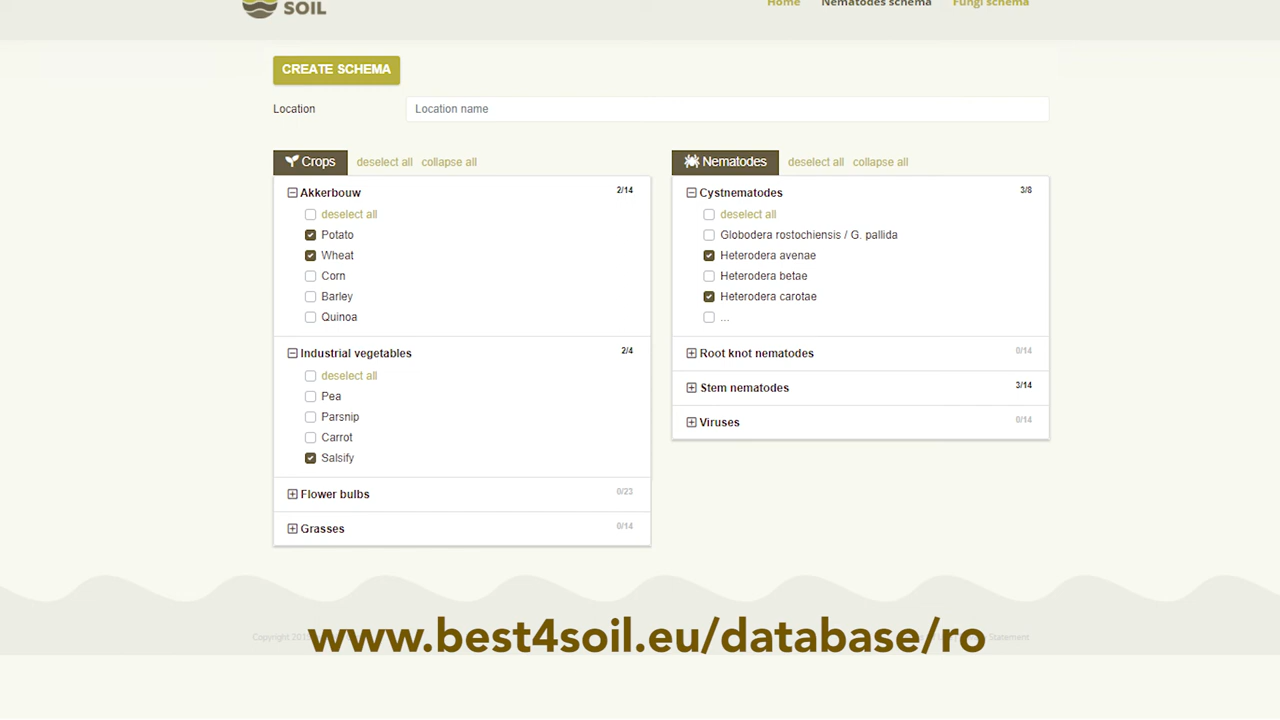 SOIL
Home Nematodes schema Fungi schema
CREATE SCHEMA
Location Location name
Crops deselect all collapse all
Akkerbouw 2/14
deselect all
Potato
Wheat
Corn
Barley
Quinoa
Industrial vegetables 2/4
deselect all
Pea
Parsnip
Carrot
Salsify
Flower bulbs 0/23
Grasses 0/14
Nematodes deselect all collapse all
Cystnematodes 3/8
deselect all
Globodera rostochiensis / G. pallida
Heterodera avenae
Heterodera betae
Heterodera carotae
...
Root knot nematodes 0/14
Stem nematodes 3/14
Viruses 0/14
Copyright Statement
www.best4soil.eu/database/ro